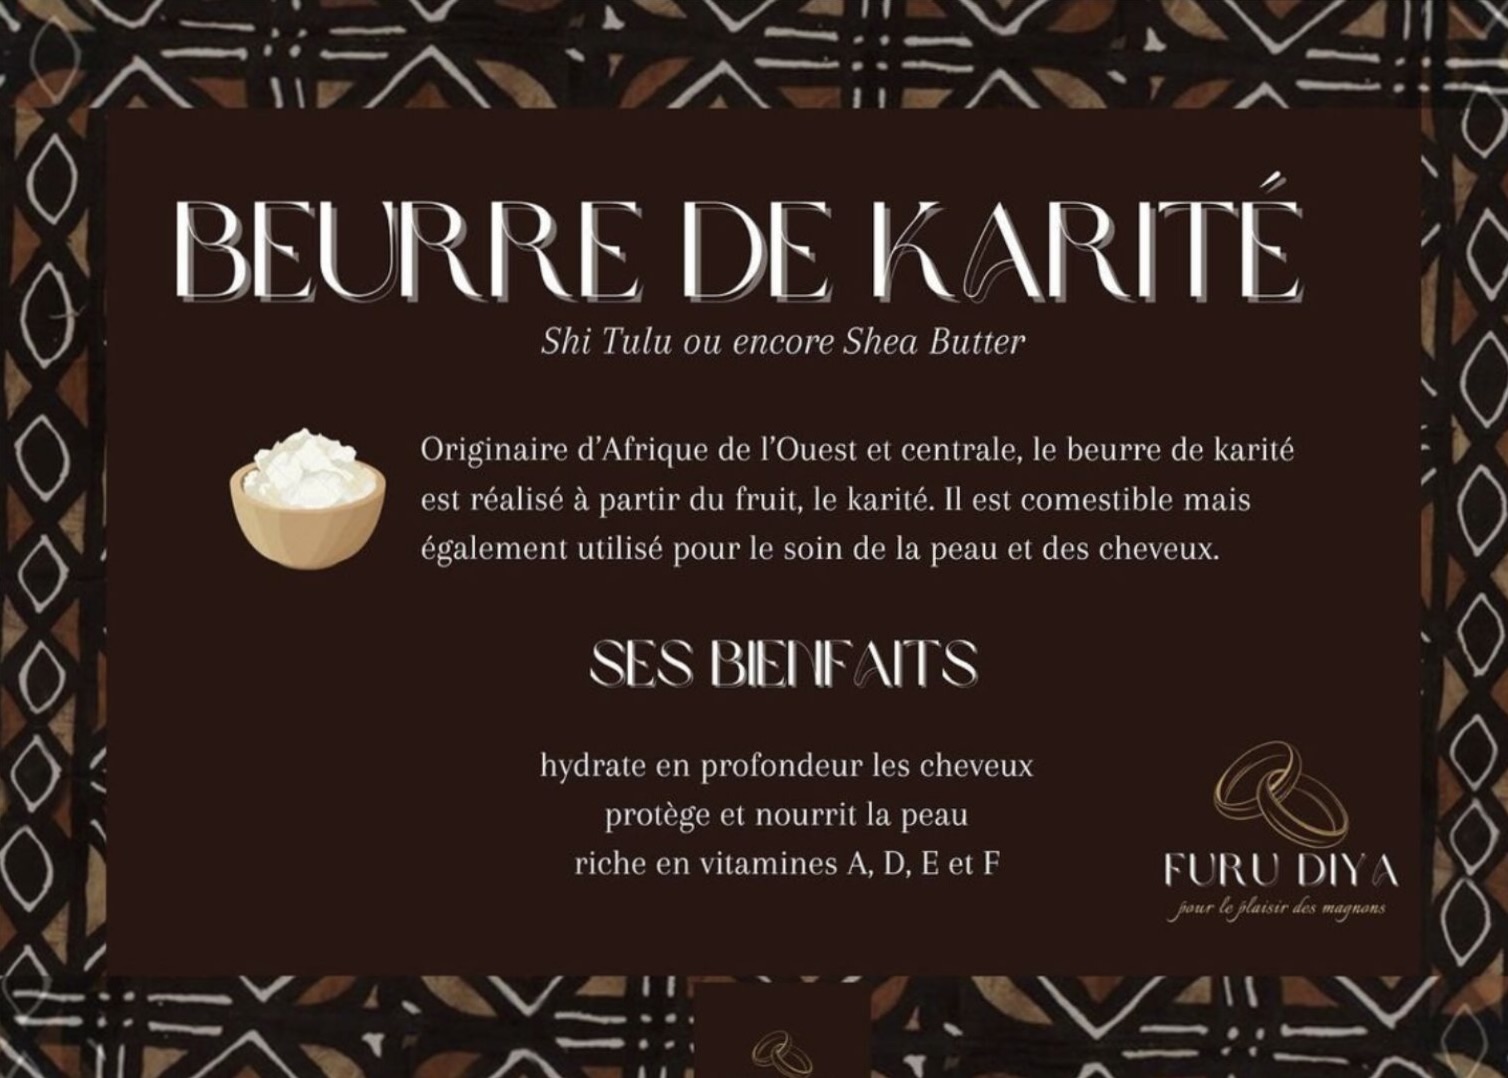 BEURRE DE KARITÉ
Shi Tulu ou encore Shea Butter
Originaire d'Afrique de l'Ouest et centrale, le beurre de karité
est réalisé à partir du fruit, le karité. Il est comestible mais
également utilisé pour le soin de la peau et des cheveux.
SES BIENFAITS
hydrate en profondeur les cheveux
protège et nourrit la peau
riche en vitamines A, D, E et F
FURU DIYA
pour le plaisir des magnons